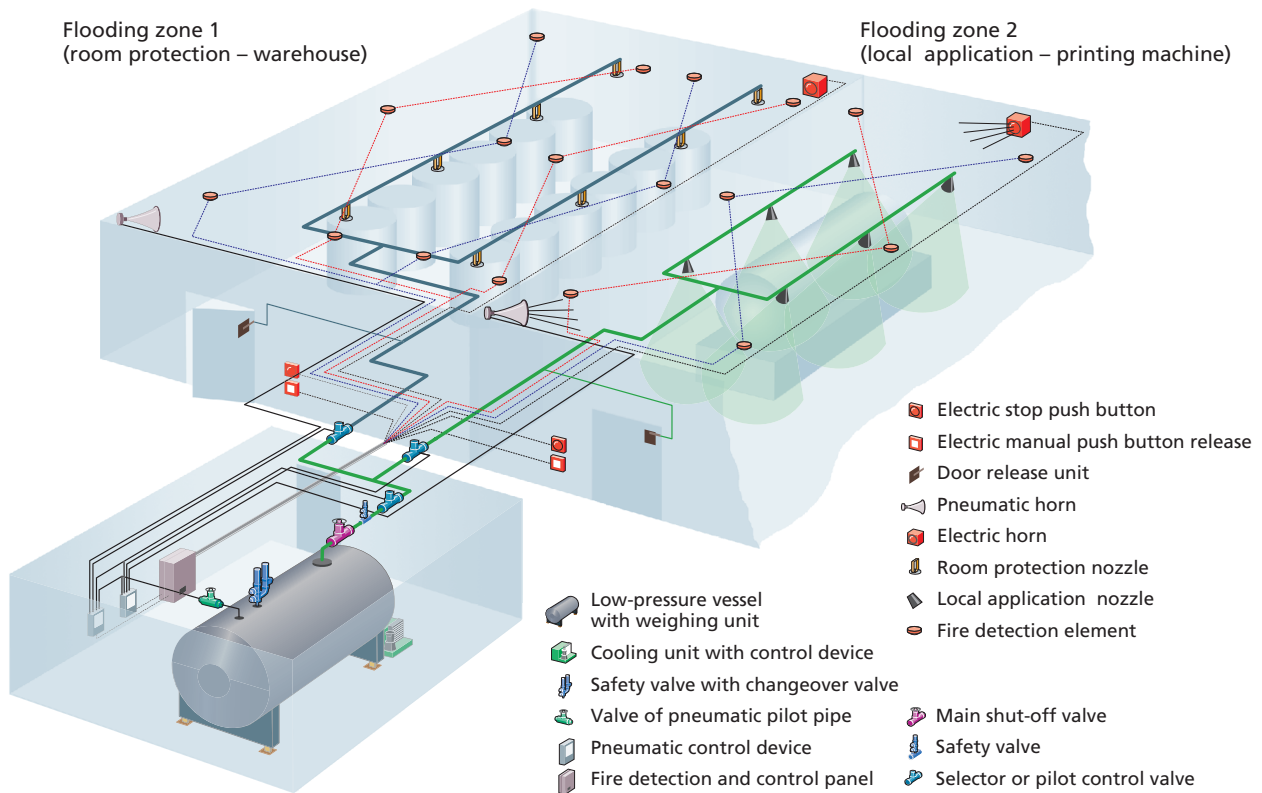 Flooding zone 1
(room protection – warehouse)
Flooding zone 2
(local application – printing machine)
Electric stop push button
Electric manual push button release
Door release unit
Pneumatic horn
Electric horn
Room protection nozzle
Local application nozzle
Fire detection element
Low-pressure vessel
with weighing unit
Cooling unit with control device
Safety valve with changeover valve
Valve of pneumatic pilot pipe
Pneumatic control device
Fire detection and control panel
Main shut-off valve
Safety valve
Selector or pilot control valve